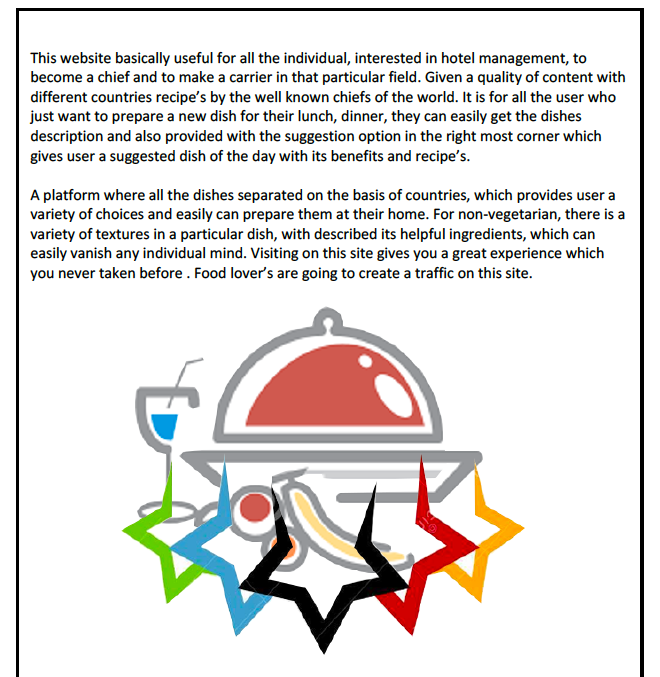 This website basically useful for all the individual, interested in hotel management, to
become a chief and to make a carrier in that particular field. Given a quality of content with
different countries recipe's by the well known chiefs of the world. It is for all the user who
just want to prepare a new dish for their lunch, dinner, they can easily get the dishes
description and also provided with the suggestion option in the right most corner which
gives user a suggested dish of the day with its benefits and recipe's.
A platform where all the dishes separated on the basis of countries, which provides user a
variety of choices and easily can prepare them at their home. For non-vegetarian, there is a
variety of textures in a particular dish, with described its helpful ingredients, which can
easily vanish any individual mind. Visiting on this site gives you a great experience which
you never taken before . Food lover's are going to create a traffic on this site.